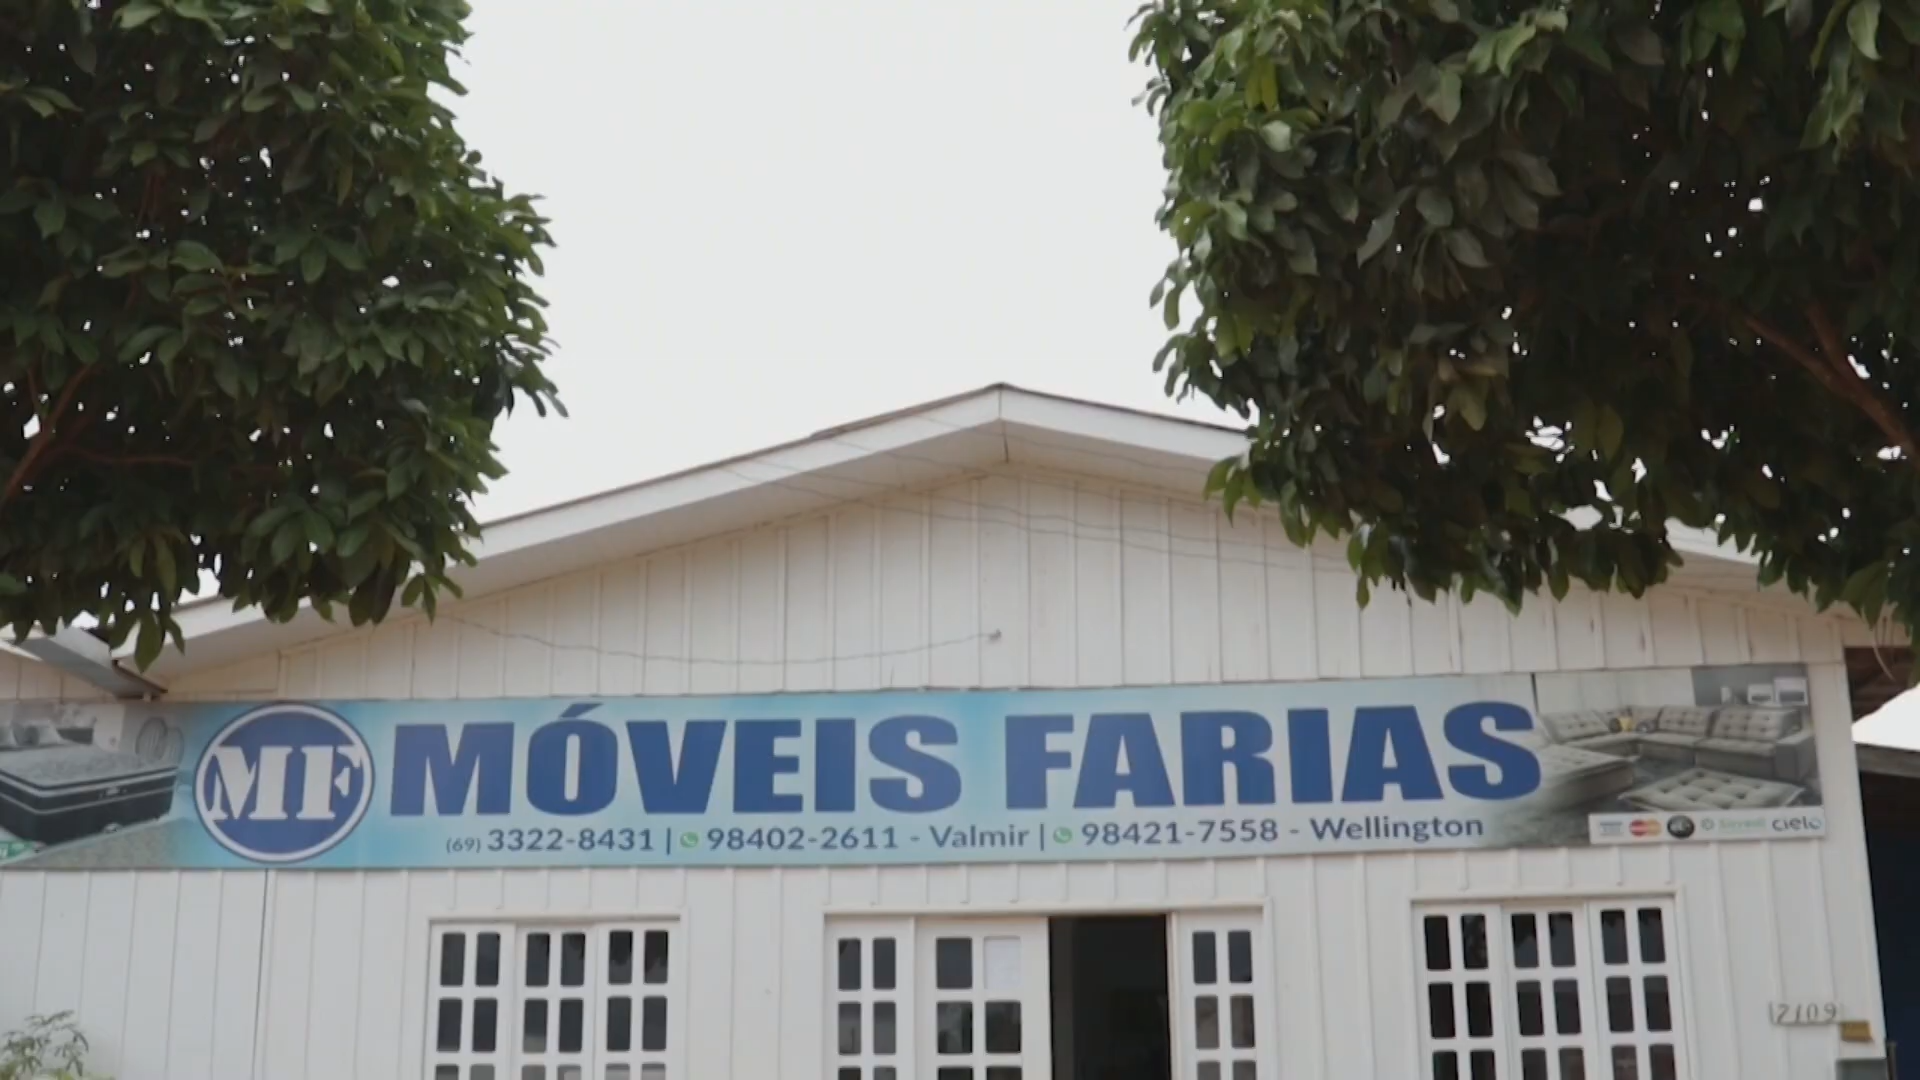 MF MÓVEIS FARIAS
(69) 3322-8431 | 98402-2611 - Valmir | 98421-7558 - Wellington
cielo
2109